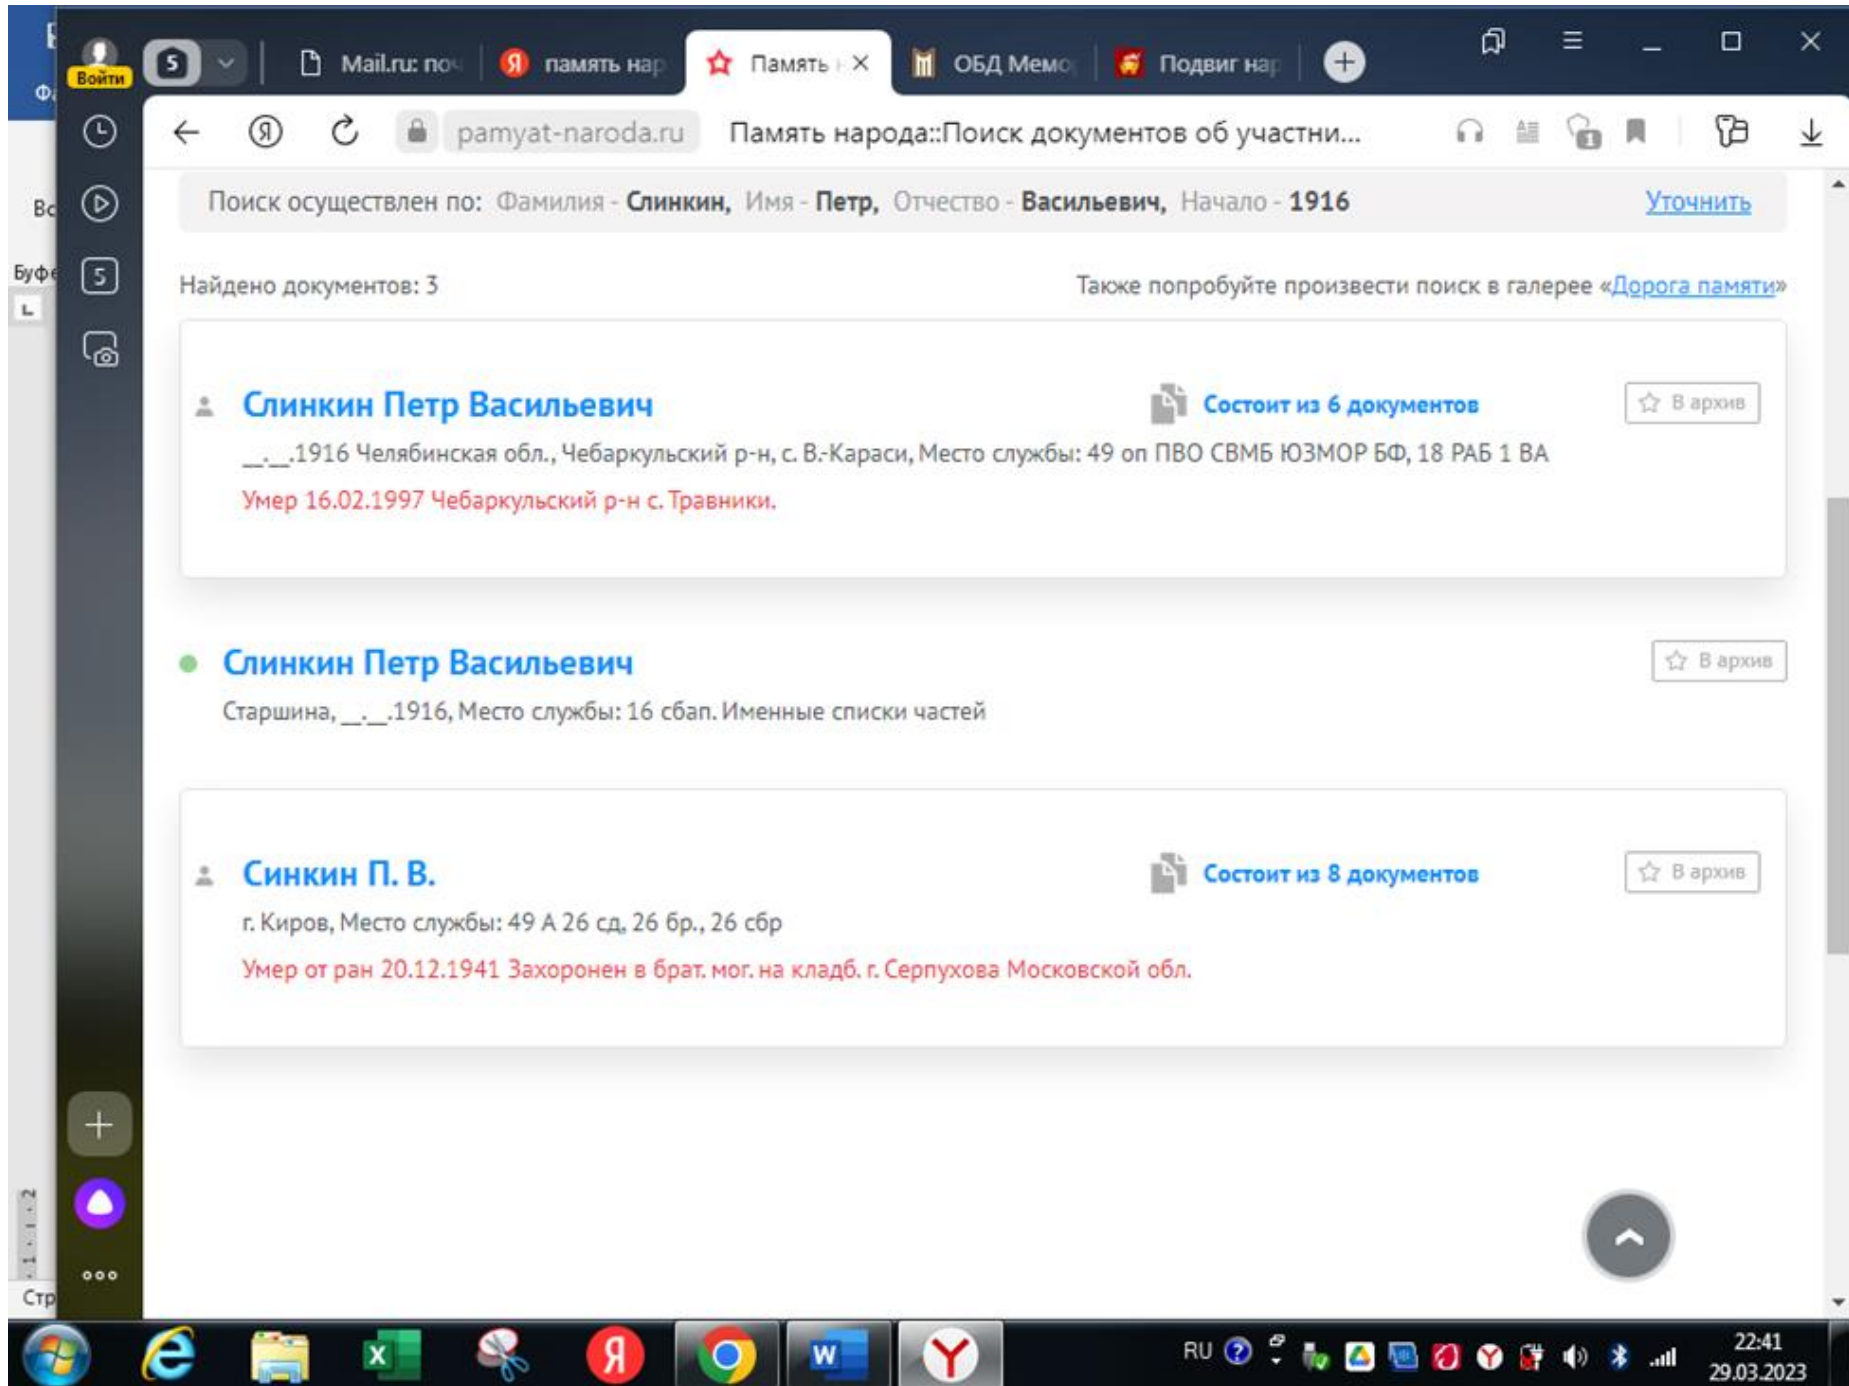 5
Mail.ru: поч
память нар
Память н
ОБД Мемо
Подвиг нар
Войти
pamyat-naroda.ru
Память народа::Поиск документов об участни...
1
Поиск осуществлен по: Фамилия - Слинкин, Имя - Петр, Отчество - Васильевич, Начало - 1916
Уточнить
5
Найдено документов: 3
Также попробуйте произвести поиск в галерее «Дорога памяти»
Слинкин Петр Васильевич
Состоит из 6 документов
В архив
__.__.1916 Челябинская обл., Чебаркульский р-н, с. В.-Караси, Место службы: 49 оп ПВО СВМБ ЮЗМОР БФ, 18 РАБ 1 ВА
Умер 16.02.1997 Чебаркульский р-н с. Травники.
Слинкин Петр Васильевич
В архив
Старшина, __.__.1916, Место службы: 16 сбап. Именные списки частей
Синкин П. В.
Состоит из 8 документов
В архив
г. Киров, Место службы: 49 А 26 сд, 26 бр., 26 сбр
Умер от ран 20.12.1941 Захоронен в брат. мог. на кладб. г. Серпухова Московской обл.
Стр
RU
22:41
29.03.2023